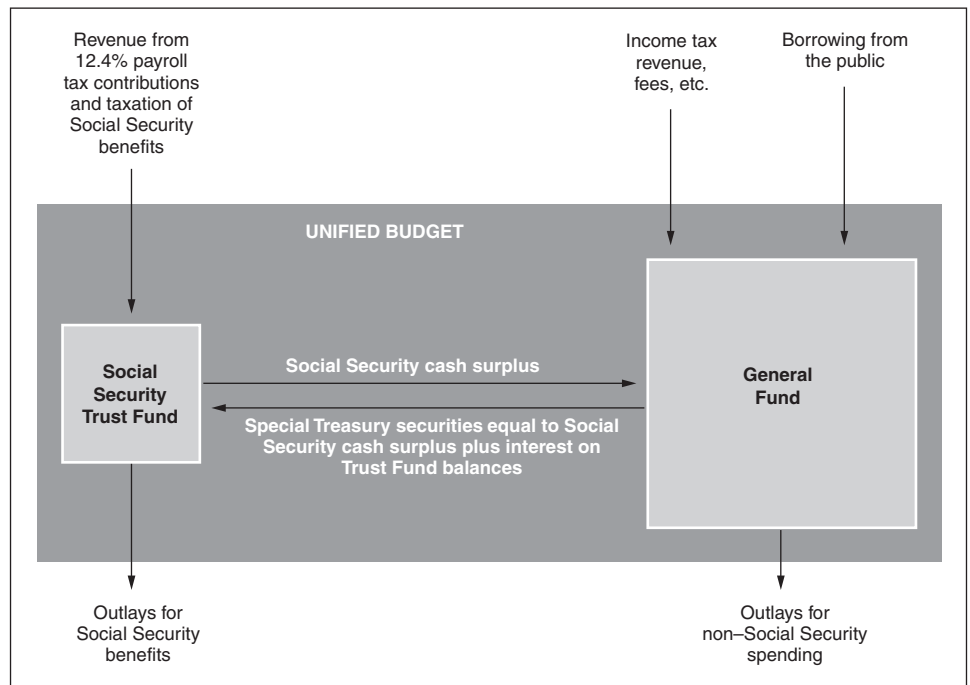 Revenue from
12.4% payroll
tax contributions
and taxation of
Social Security
benefits
Income tax
revenue,
fees, etc.
Borrowing from
the public
UNIFIED BUDGET
Social
Security
Trust Fund
Social Security cash surplus
Special Treasury securities equal to Social
Security cash surplus plus interest on
Trust Fund balances
General
Fund
Outlays for
Social Security
benefits
Outlays for
non–Social Security
spending